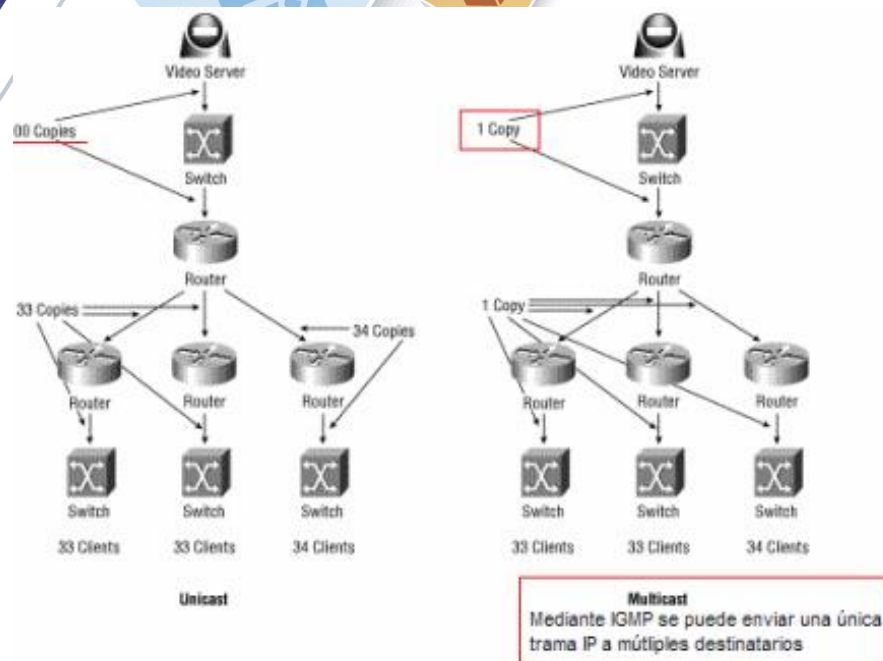 Video Server
00 Copies
Switch
Router
33 Copies
34 Copies
Router
Router
Router
Switch
Switch
Switch
33 Clients
33 Clients
34 Clients
Unicast
Video Server
1 Copy
Switch
Router
1 Copy
Router
Router
Router
Switch
Switch
Switch
33 Clients
33 Clients
34 Clients
Multicast
Mediante IGMP se puede enviar una única
trama IP a mútliples destinatarios